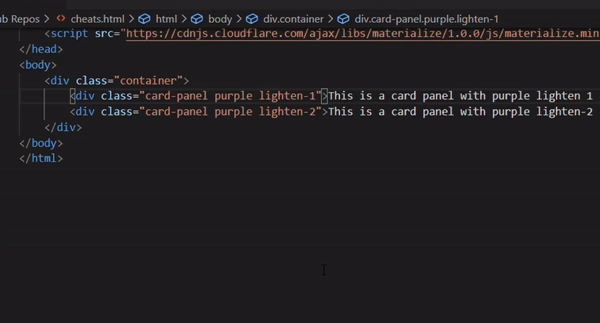 ub Repos > <> cheats.html > html > body > div.container > div.card-panel.purple.lighten-1
<script src="https://cdnjs.cloudflare.com/ajax/libs/materialize/1.0.0/js/materialize.min
</head>
<body>
<div class="container">
<div class="card-panel purple lighten-1">This is a card panel with purple lighten 1
<div class="card-panel purple lighten-2">This is a card panel with purple lighten-2
</div>
</body>
</html>